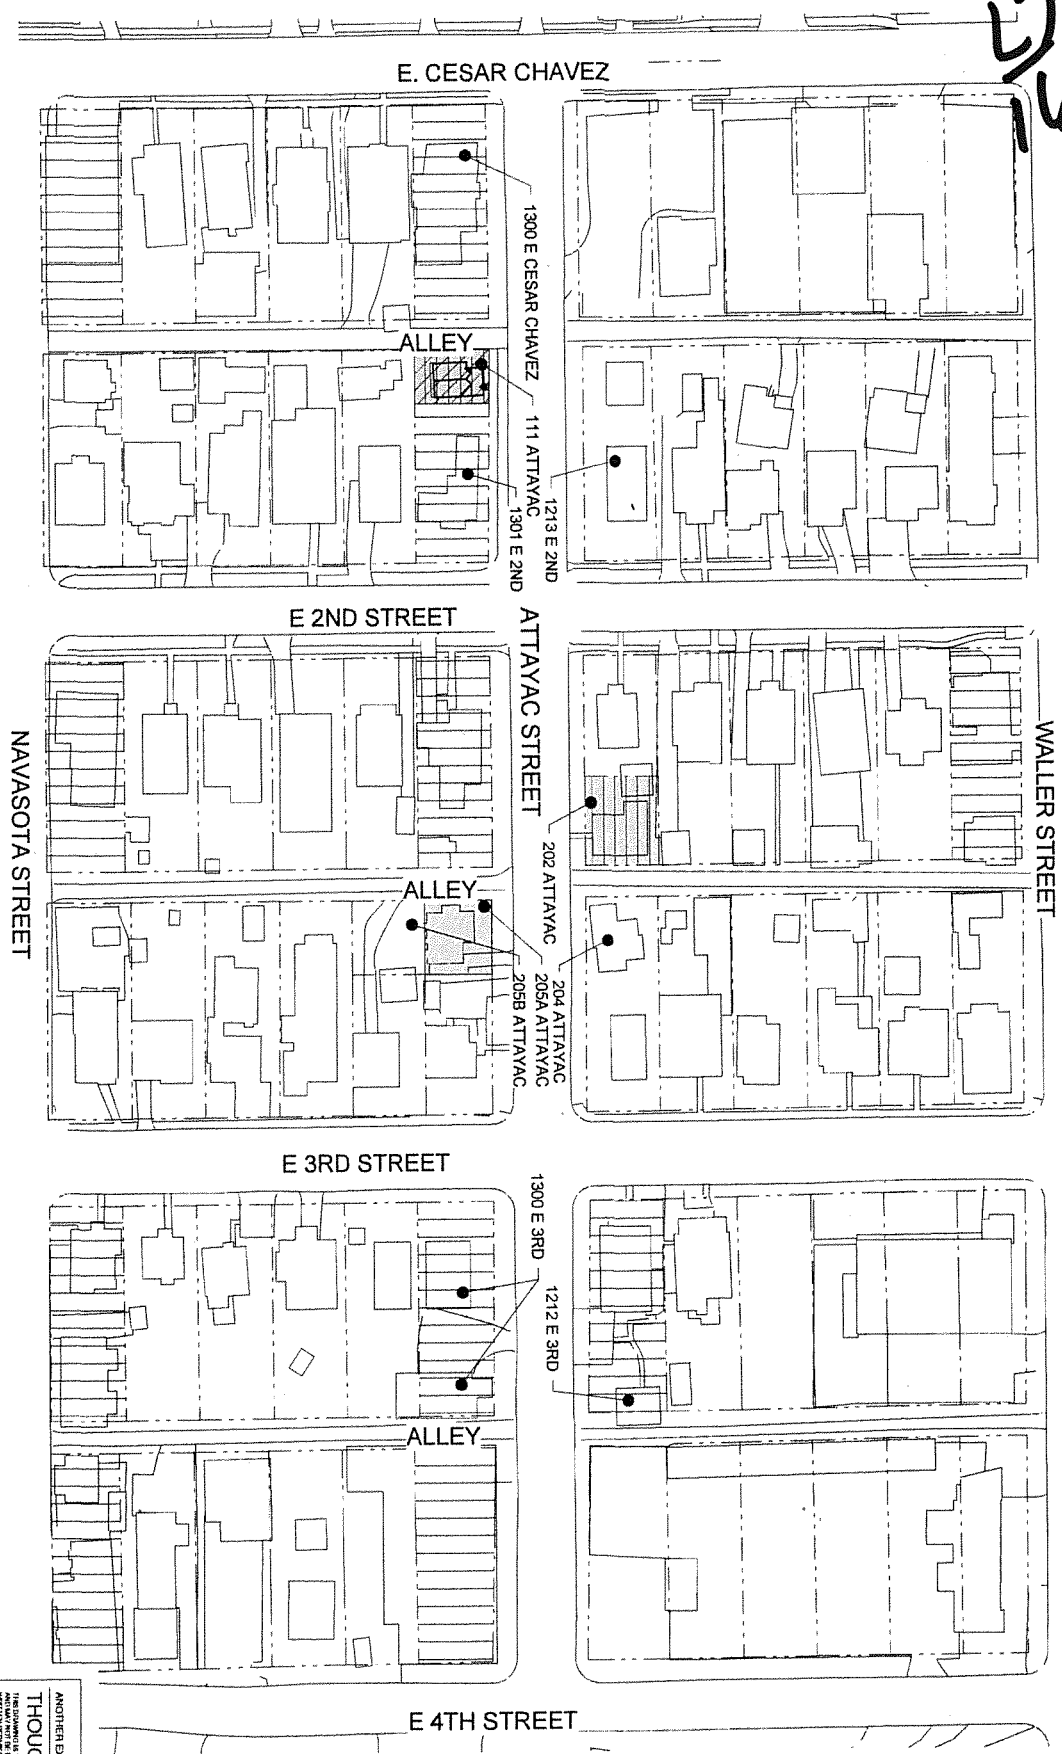 E. CESAR CHAVEZ
1300 E CESAR CHAVEZ
ALLEY
111 ATTAYAC
1213 E 2ND
1301 E 2ND
E 2ND STREET
ATTAYAC STREET
NAVASOTA STREET
WALLER STREET
202 ATTAYAC
ALLEY
204 ATTAYAC
205A ATTAYAC
205B ATTAYAC
E 3RD STREET
1300 E 3RD
1212 E 3RD
ALLEY
E 4TH STREET
ANOTHER